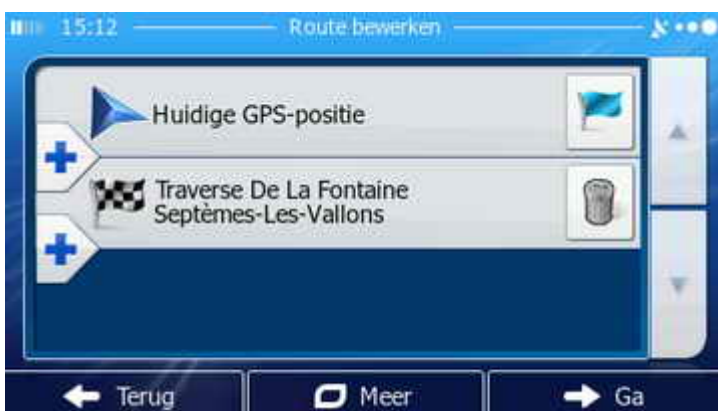 15:12
Route bewerken
Huidige GPS-positie
Traverse De La Fontaine
Septèmes-Les-Vallons
Terug
Meer
Ga